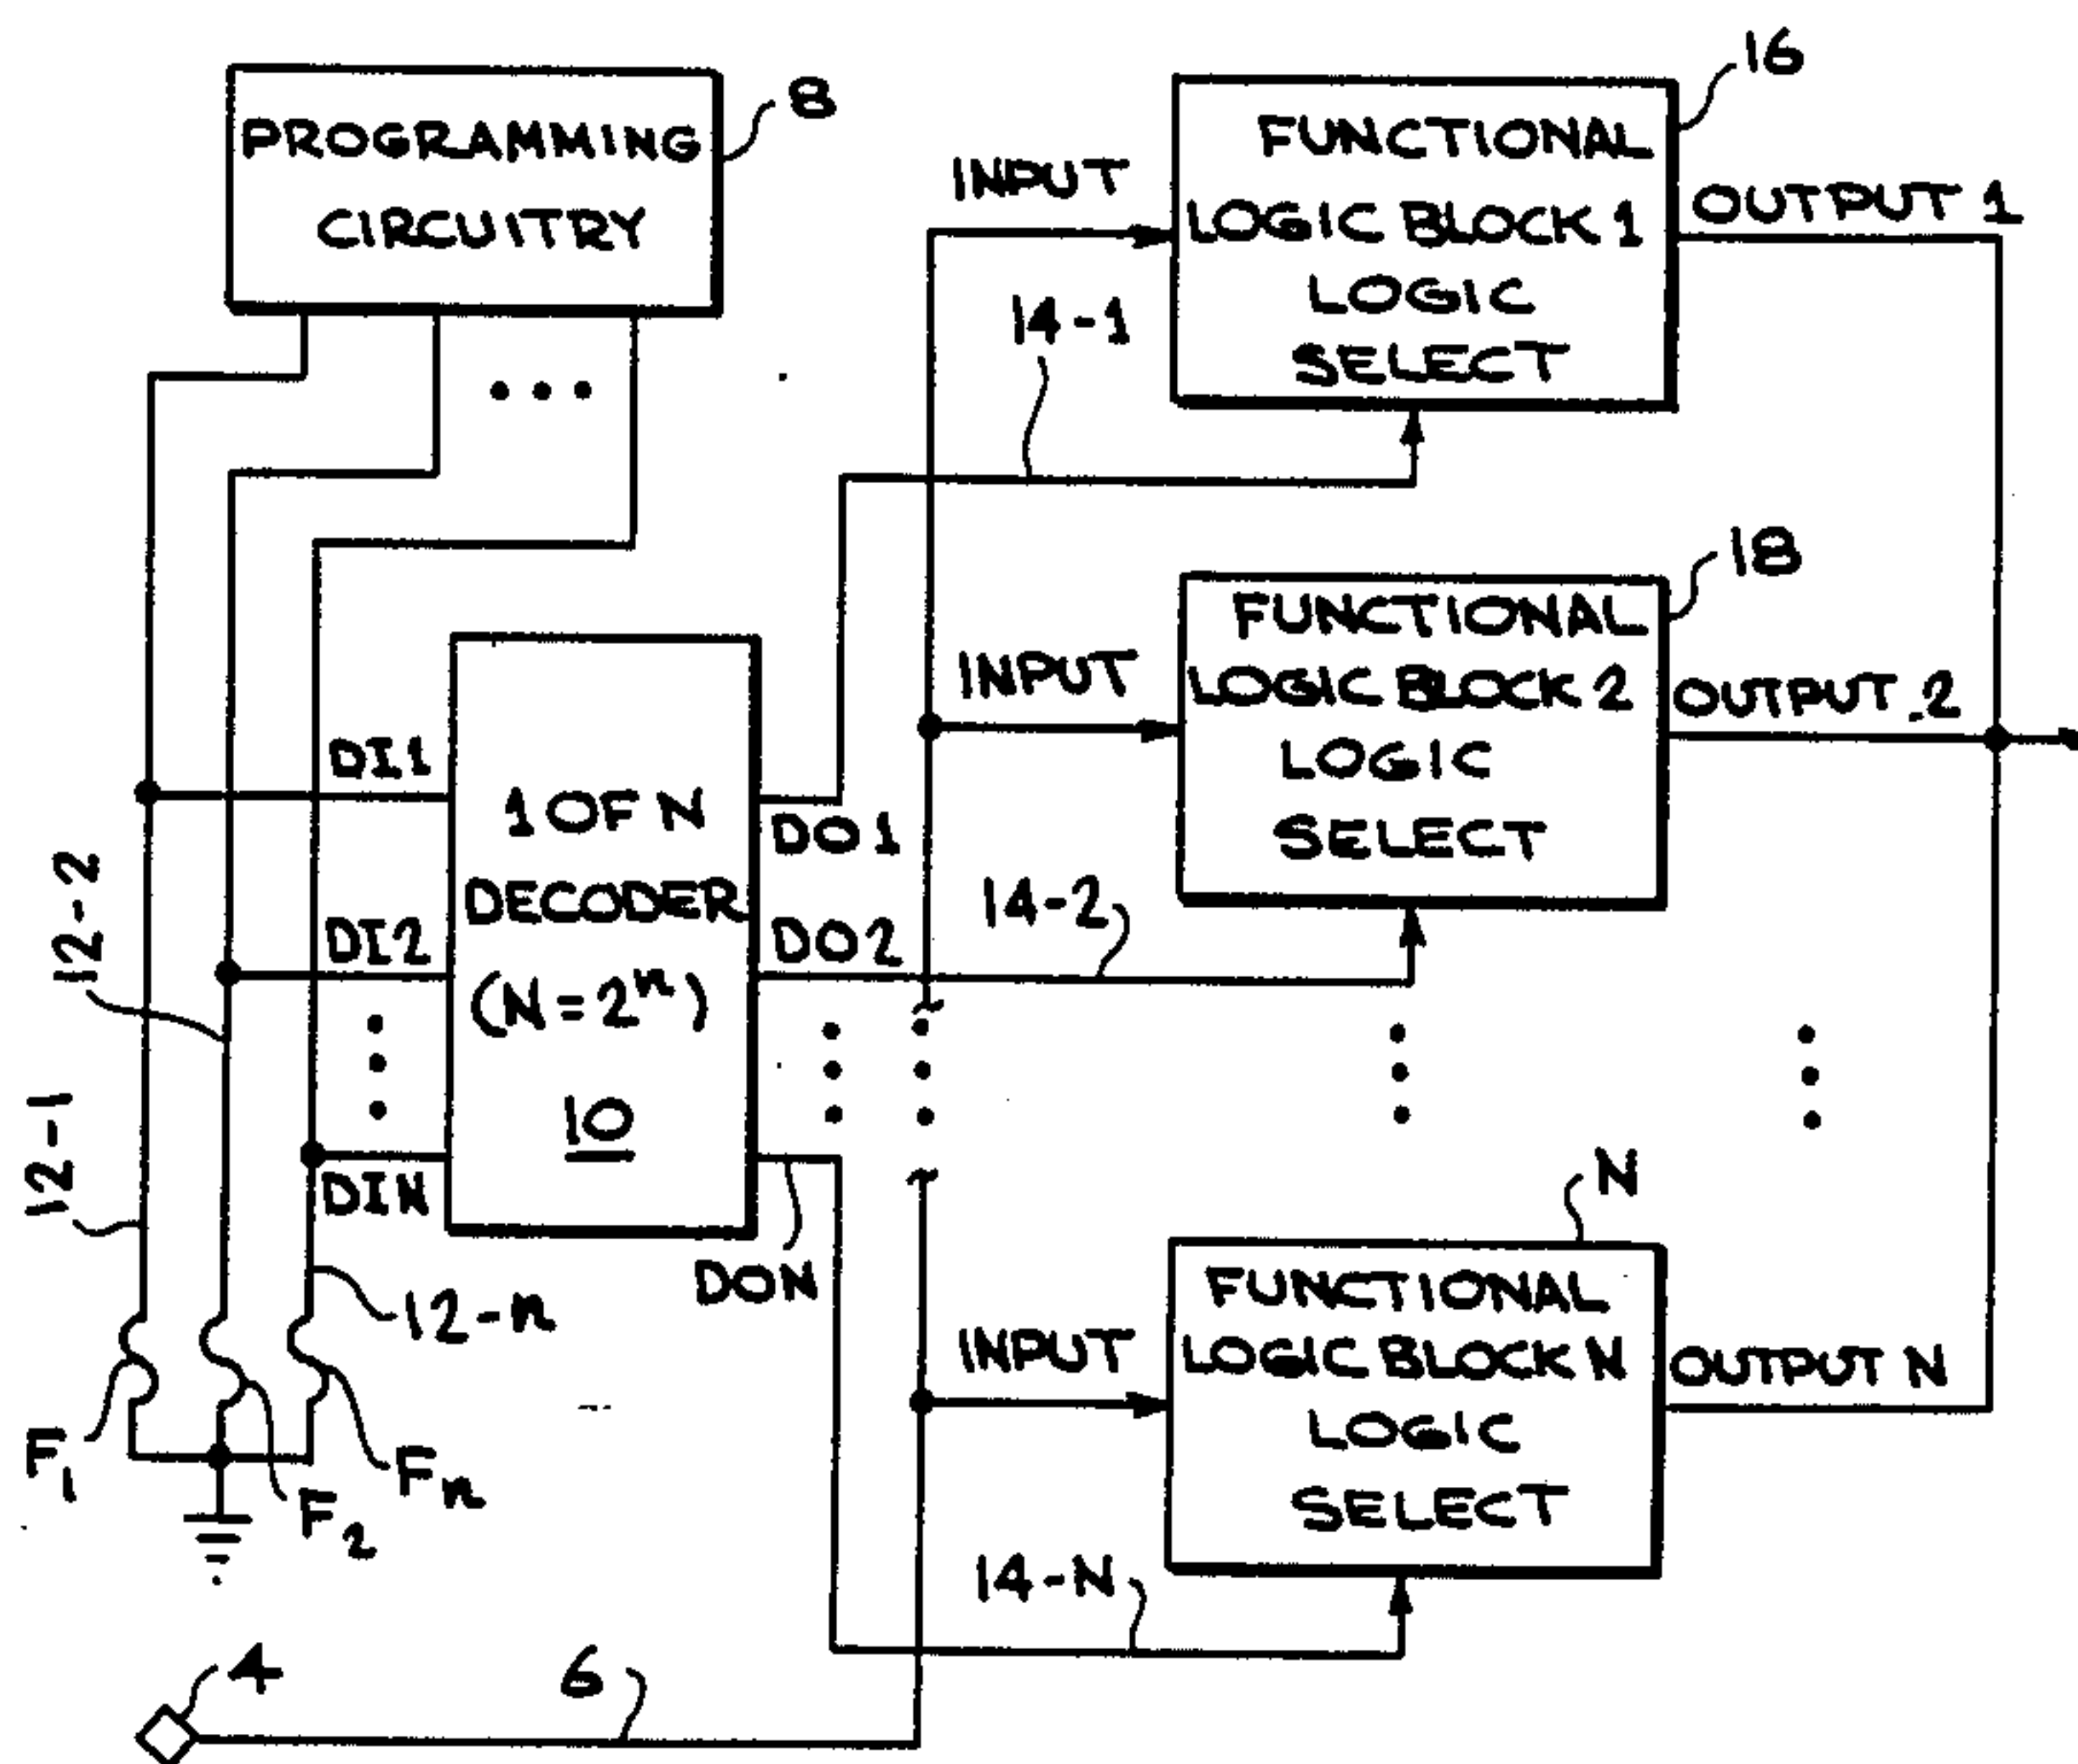 PROGRAMMING
CIRCUITRY
8
INPUT
FUNCTIONAL
LOGIC BLOCK 1
LOGIC
SELECT
16
OUTPUT 1
14-1
INPUT
FUNCTIONAL
LOGIC BLOCK 2
LOGIC
SELECT
18
OUTPUT 2
DI1
DI2
DIN
1 OF N
DECODER
(N=2ⁿ)
10
DO1
DO2
DON
14-2
12-2
12-1
12-n
F1
F2
Fn
INPUT
FUNCTIONAL
LOGIC BLOCK N
LOGIC
SELECT
N
OUTPUT N
14-N
4
6